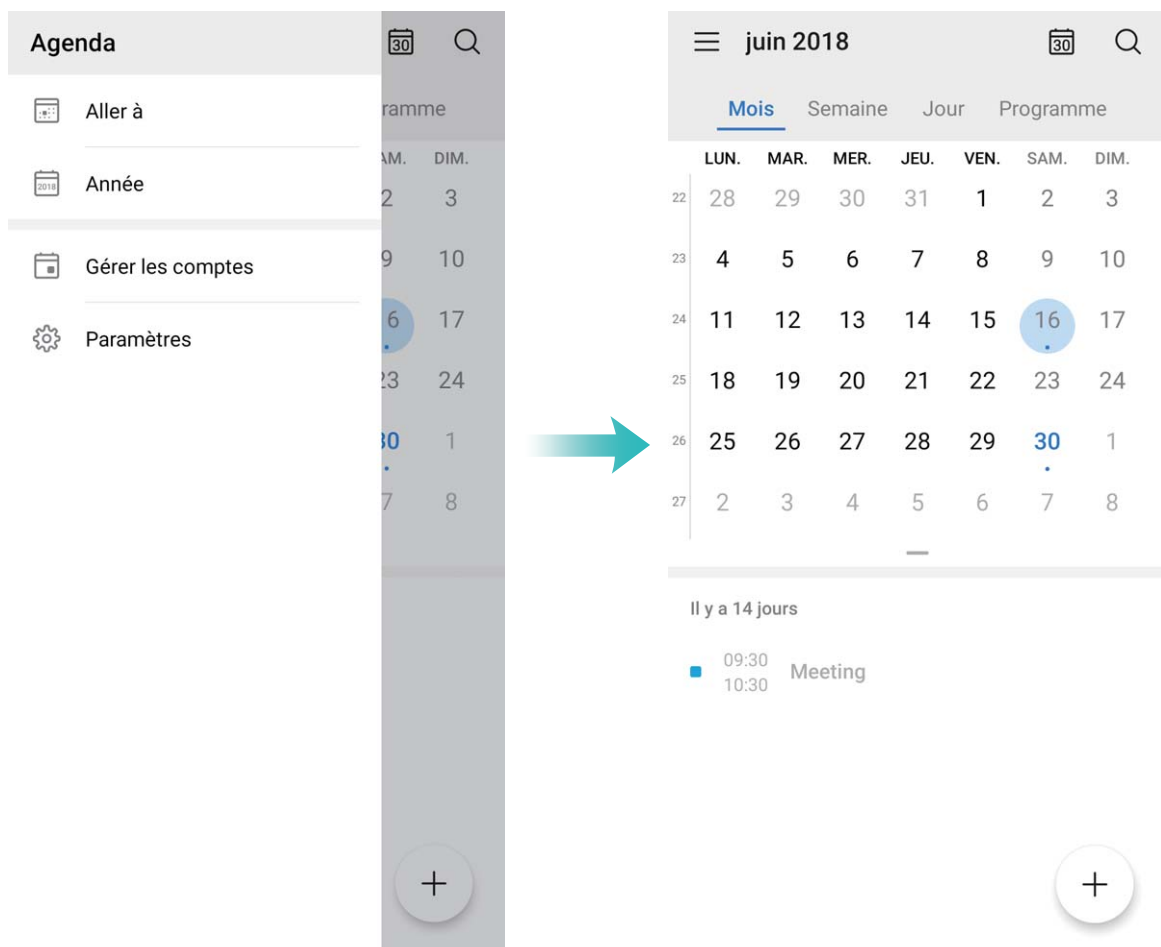 Agenda
30
Aller à
2018 Année
Gérer les comptes
Paramètres
ramme
AM. DIM.
2 3
9 10
6 17
23 24
30 1
7 8
juin 2018 30
Mois Semaine Jour Programme
LUN. MAR. MER. JEU. VEN. SAM. DIM.
22 28 29 30 31 1 2 3
23 4 5 6 7 8 9 10
24 11 12 13 14 15 16 17
25 18 19 20 21 22 23 24
26 25 26 27 28 29 30 1
27 2 3 4 5 6 7 8
Il y a 14 jours
09:30
10:30 Meeting